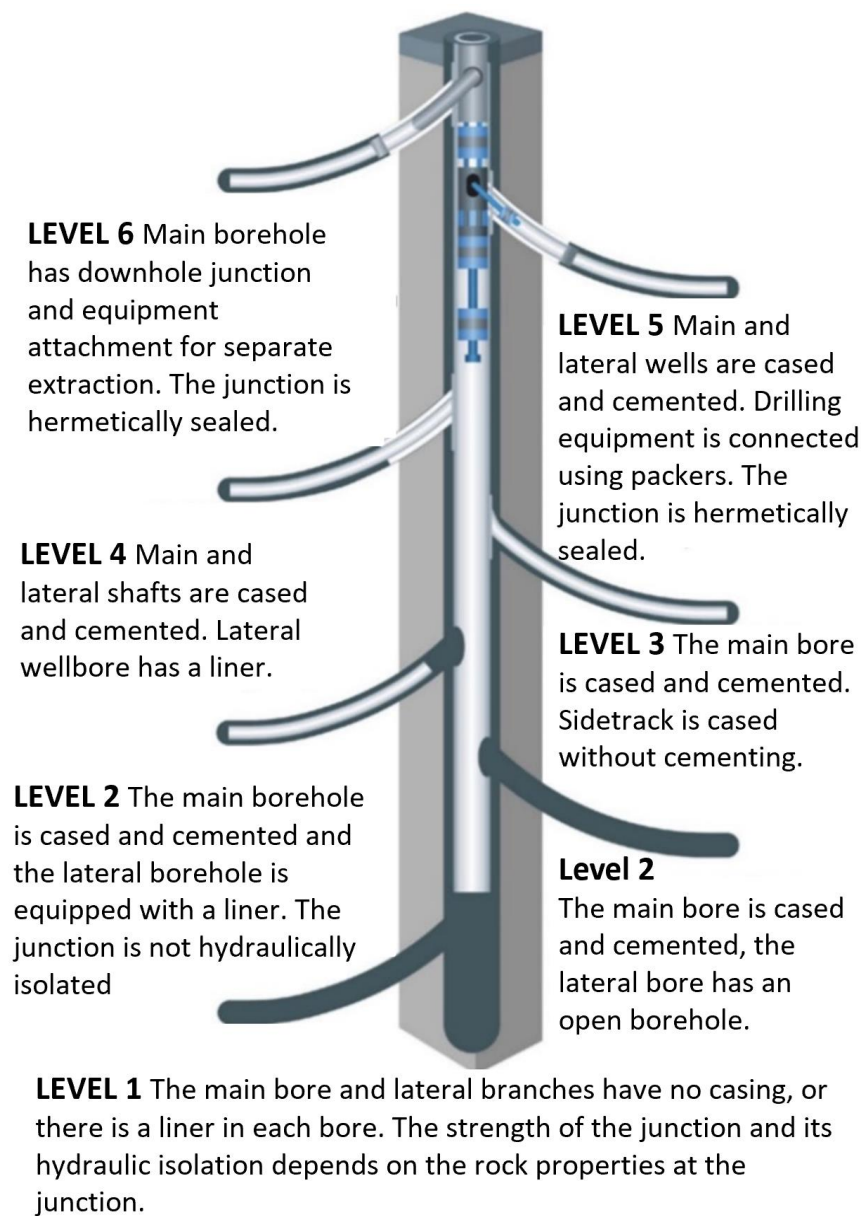 LEVEL 6 Main borehole
has downhole junction
and equipment
attachment for separate
extraction. The junction is
hermetically sealed.
LEVEL 5 Main and
lateral wells are cased
and cemented. Drilling
equipment is connected
using packers. The
junction is hermetically
sealed.
LEVEL 4 Main and
lateral shafts are cased
and cemented. Lateral
wellbore has a liner.
LEVEL 3 The main bore
is cased and cemented.
Sidetrack is cased
without cementing.
LEVEL 2 The main borehole
is cased and cemented and
the lateral borehole is
equipped with a liner. The
junction is not hydraulically
isolated
Level 2
The main bore is cased
and cemented, the
lateral bore has an
open borehole.
LEVEL 1 The main bore and lateral branches have no casing, or
there is a liner in each bore. The strength of the junction and its
hydraulic isolation depends on the rock properties at the
junction.